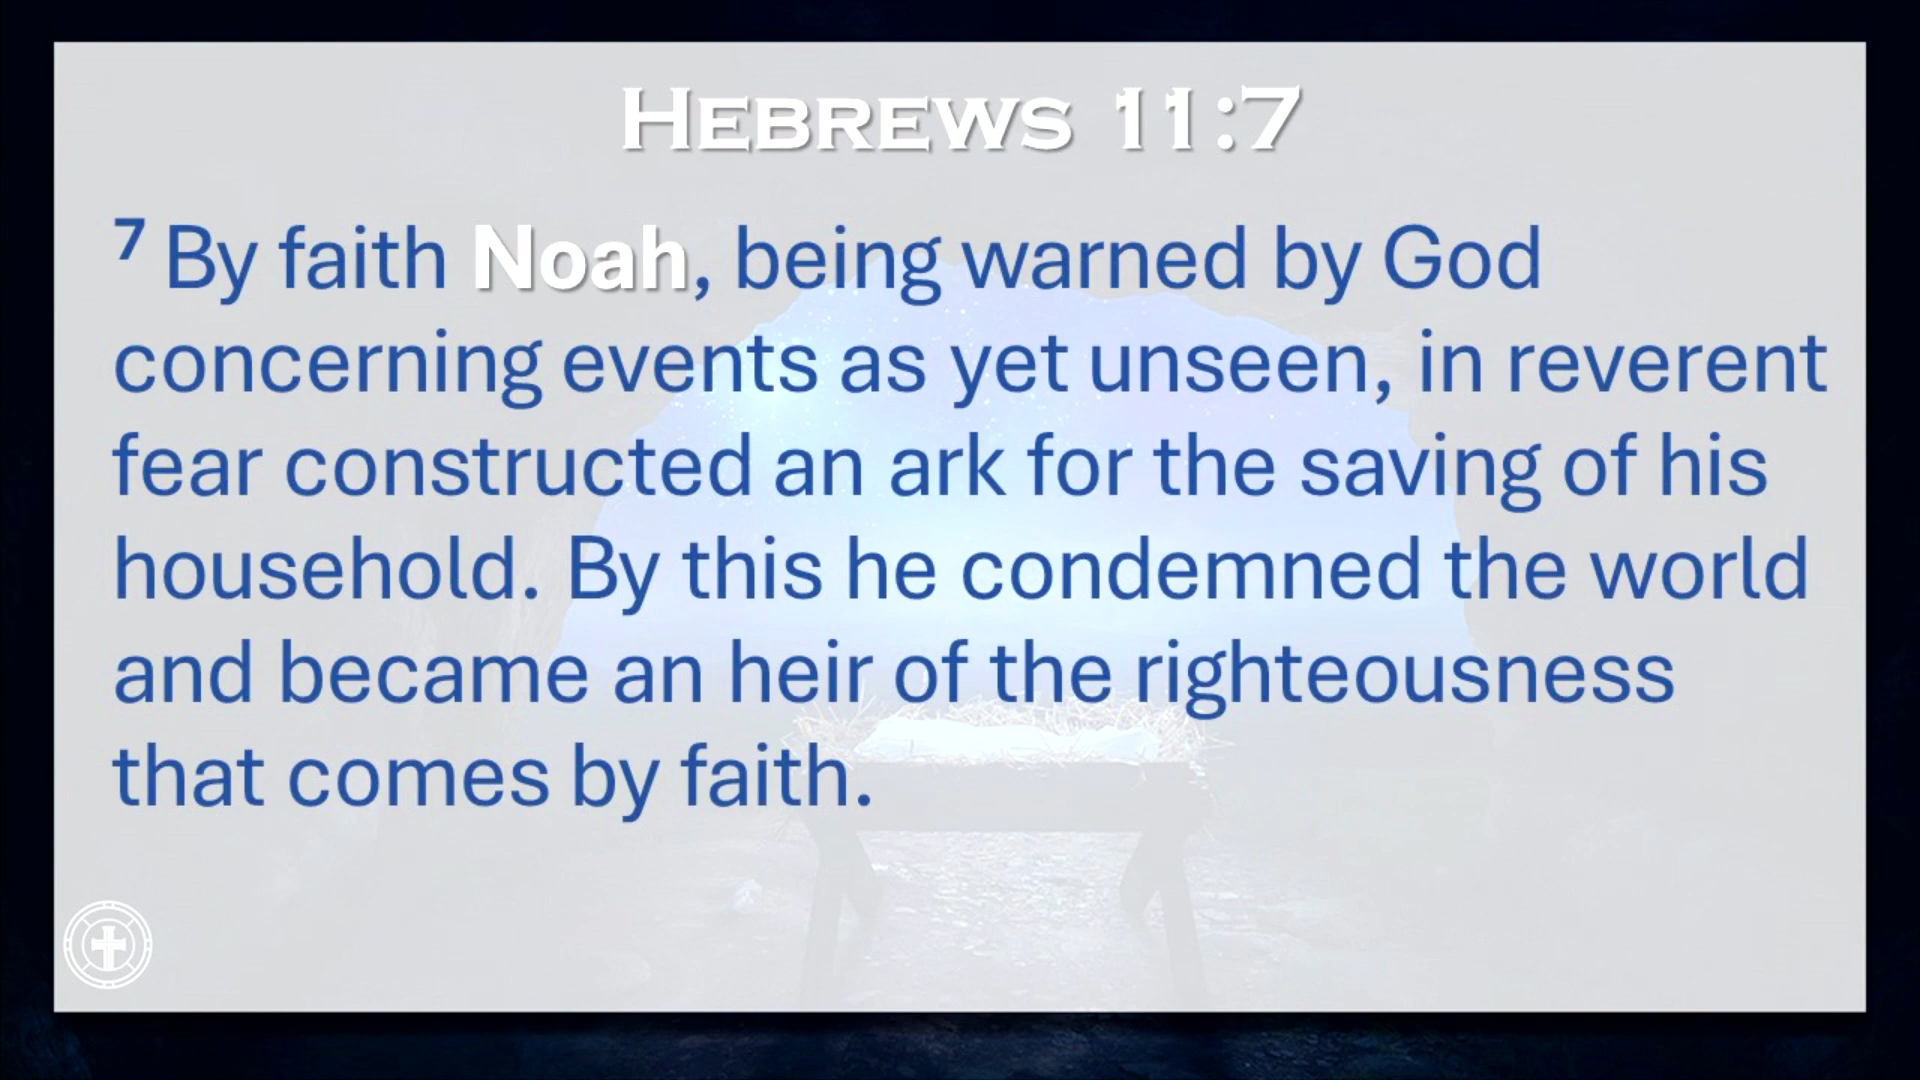 HEBREWS 11:7
7 By faith Noah, being warned by God
concerning events as yet unseen, in reverent
fear constructed an ark for the saving of his
household. By this he condemned the world
and became an heir of the righteousness
that comes by faith.